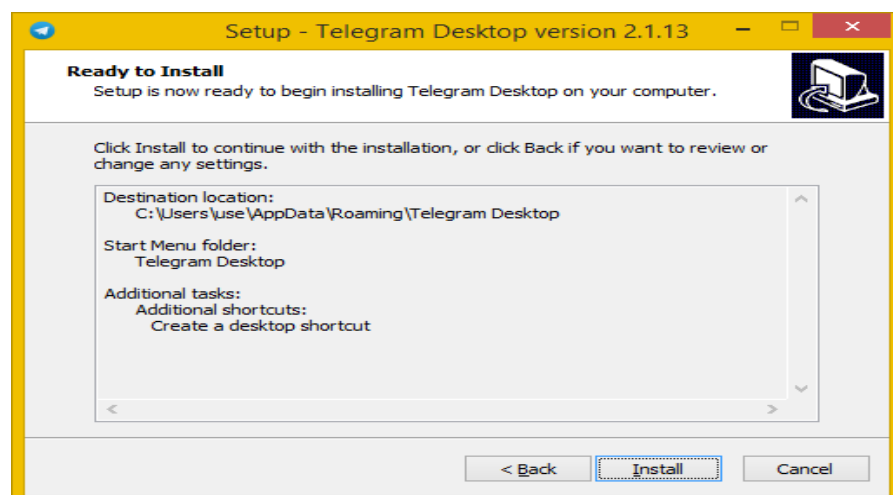 Setup - Telegram Desktop version 2.1.13
Ready to Install
Setup is now ready to begin installing Telegram Desktop on your computer.
Click Install to continue with the installation, or click Back if you want to review or
change any settings.
Destination location:
C:\Users\use\AppData\Roaming\Telegram Desktop
Start Menu folder:
Telegram Desktop
Additional tasks:
Additional shortcuts:
Create a desktop shortcut
< Back
Install
Cancel